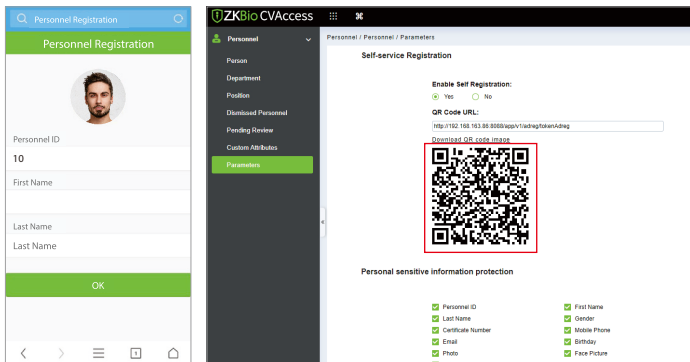 Personnel Registration
Personnel Registration
Personnel ID
10
First Name
Last Name
Last Name
OK
1
ZKBio CVAccess
Personnel
Person
Department
Position
Dismissed Personnel
Pending Review
Custom Attributes
Parameters
Personnel / Personnel / Parameters
Self-service Registration
Enable Self Registration:
Yes No
QR Code URL:
http://192.168.163.86:8088/app/v1/adreg/tokenAdreg
Download QR code image
Personal sensitive information protection
Personnel ID First Name
Last Name Gender
Certificate Number Mobile Phone
Email Birthday
Photo Face Picture